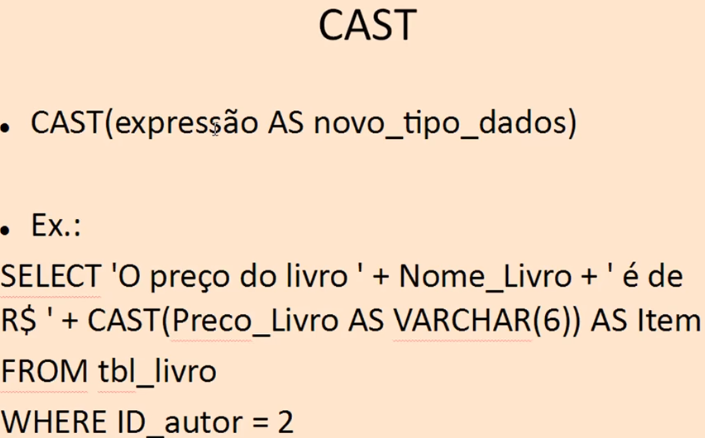 CAST
• CAST(expressão AS novo_tipo_dados)
• Ex.:
SELECT 'O preço do livro ' + Nome_Livro + ' é de
R$ ' + CAST(Preco_Livro AS VARCHAR(6)) AS Item
FROM tbl_livro
WHERE ID_autor = 2